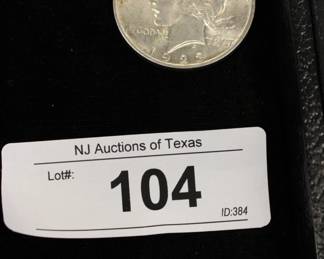 NJ Auctions of Texas
Lot#:
104
ID:384